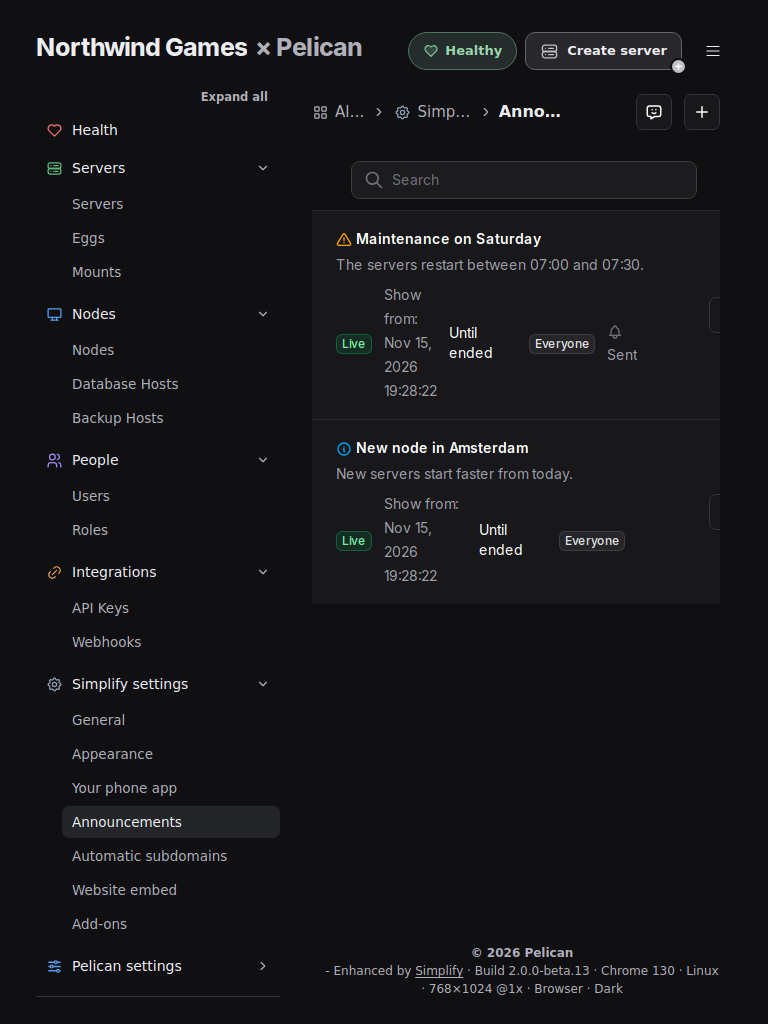 Northwind Games × Pelican
Healthy
Create server
Expand all
Health
Servers
Servers
Eggs
Mounts
Nodes
Nodes
Database Hosts
Backup Hosts
People
Users
Roles
Integrations
API Keys
Webhooks
Simplify settings
General
Appearance
Your phone app
Announcements
Automatic subdomains
Website embed
Add-ons
Pelican settings
Al... > Simp... > Anno...
Search
Maintenance on Saturday
The servers restart between 07:00 and 07:30.
Live
Show
from:
Nov 15,
2026
19:28:22
Until
ended
Everyone
Sent
New node in Amsterdam
New servers start faster from today.
Live
Show from:
Nov 15,
2026
19:28:22
Until
ended
Everyone
© 2026 Pelican
- Enhanced by Simplify · Build 2.0.0-beta.13 · Chrome 130 · Linux
· 768×1024 @1x · Browser · Dark